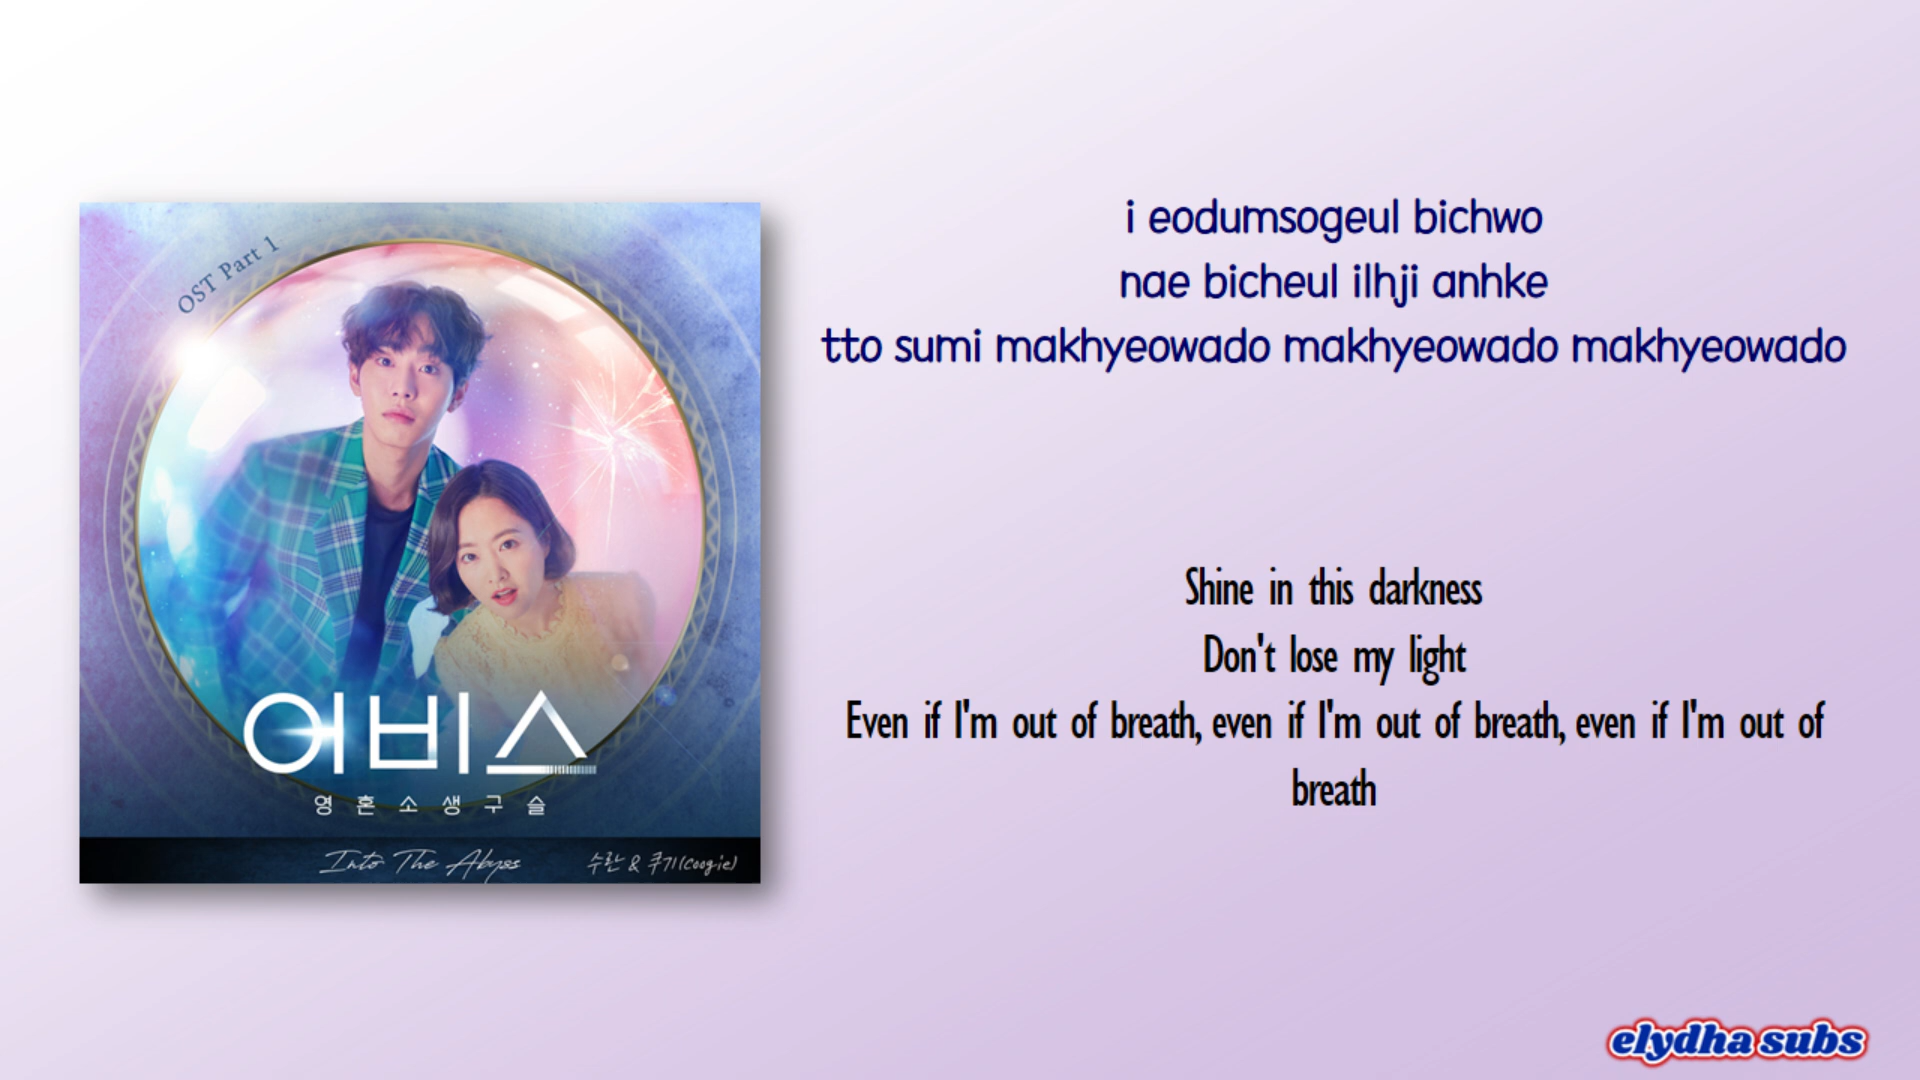 OST Part 1
어비스
영혼소생구슬
Into The Abyss
수란 & 쿠기(Coogie)
i eodumsogeul bichwo
nae bicheul ilhji anhke
tto sumi makhyeowado makhyeowado makhyeowado
Shine in this darkness
Don't lose my light
Even if I'm out of breath, even if I'm out of breath, even if I'm out of
breath
elydha subs